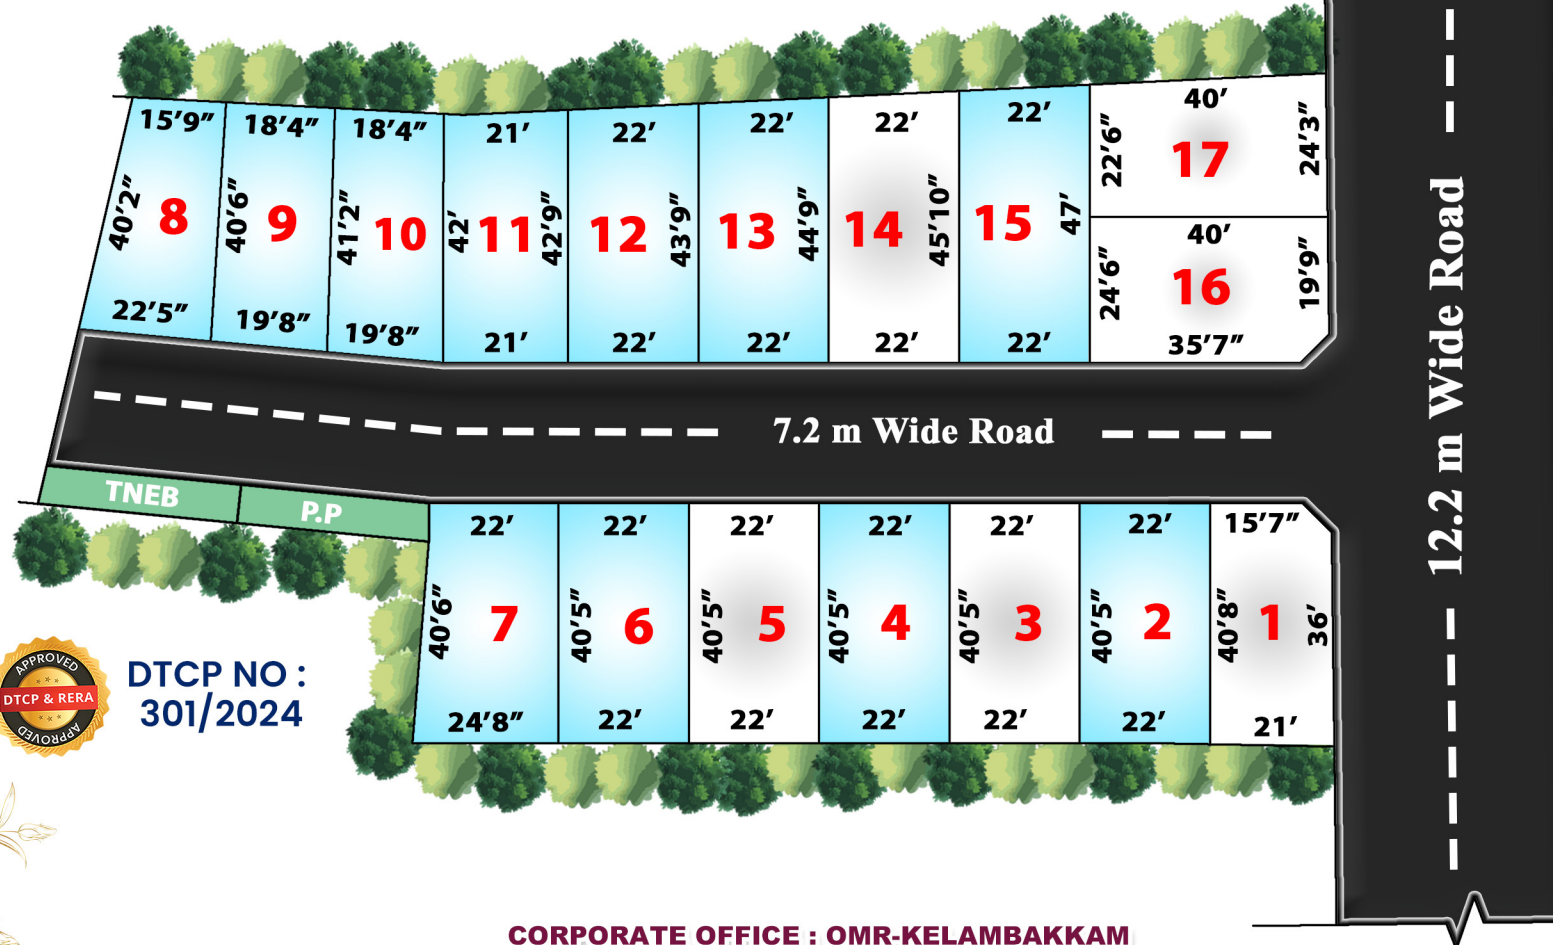 15′9″ 18′4″ 18′4″ 21′ 22′ 22′ 22′ 22′ 40′
40′2″ 8 40′6″ 9 41′2″ 10 42′ 11 42′9″ 12 43′9″ 13 44′9″ 14 45′10″ 15 47′ 22′6″ 17 24′3″
40′
24′6″ 16 19′9″
22′5″ 19′8″ 19′8″ 21′ 22′ 22′ 22′ 22′ 35′7″
7.2 m Wide Road
12.2 m Wide Road
TNEB P.P
22′ 22′ 22′ 22′ 22′ 22′ 15′7″
40′6″ 7 40′5″ 6 40′5″ 5 40′5″ 4 40′5″ 3 40′5″ 2 40′8″ 1 36′
24′8″ 22′ 22′ 22′ 22′ 22′ 21′
APPROVED
DTCP & RERA
APPROVED
DTCP NO :
301/2024
CORPORATE OFFICE : OMR-KELAMBAKKAM